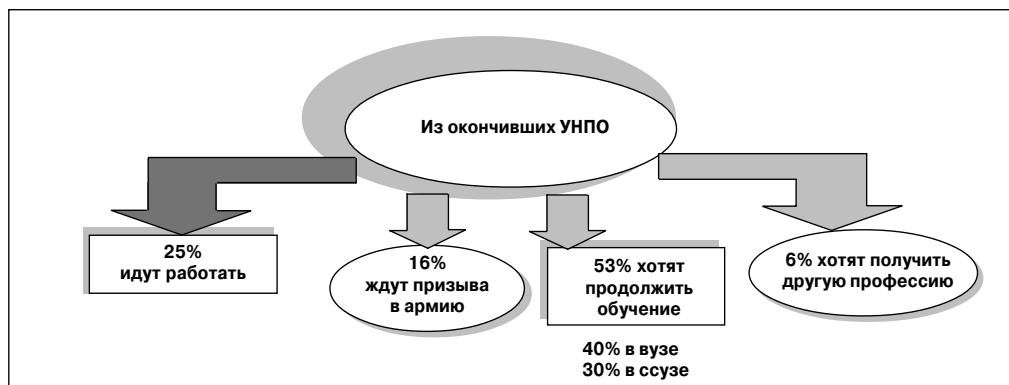 Из окончивших УНПО
25%
идут работать
16%
ждут призыва
в армию
53% хотят
продолжить
обучение
40% в вузе
30% в ссузе
6% хотят получить
другую профессию